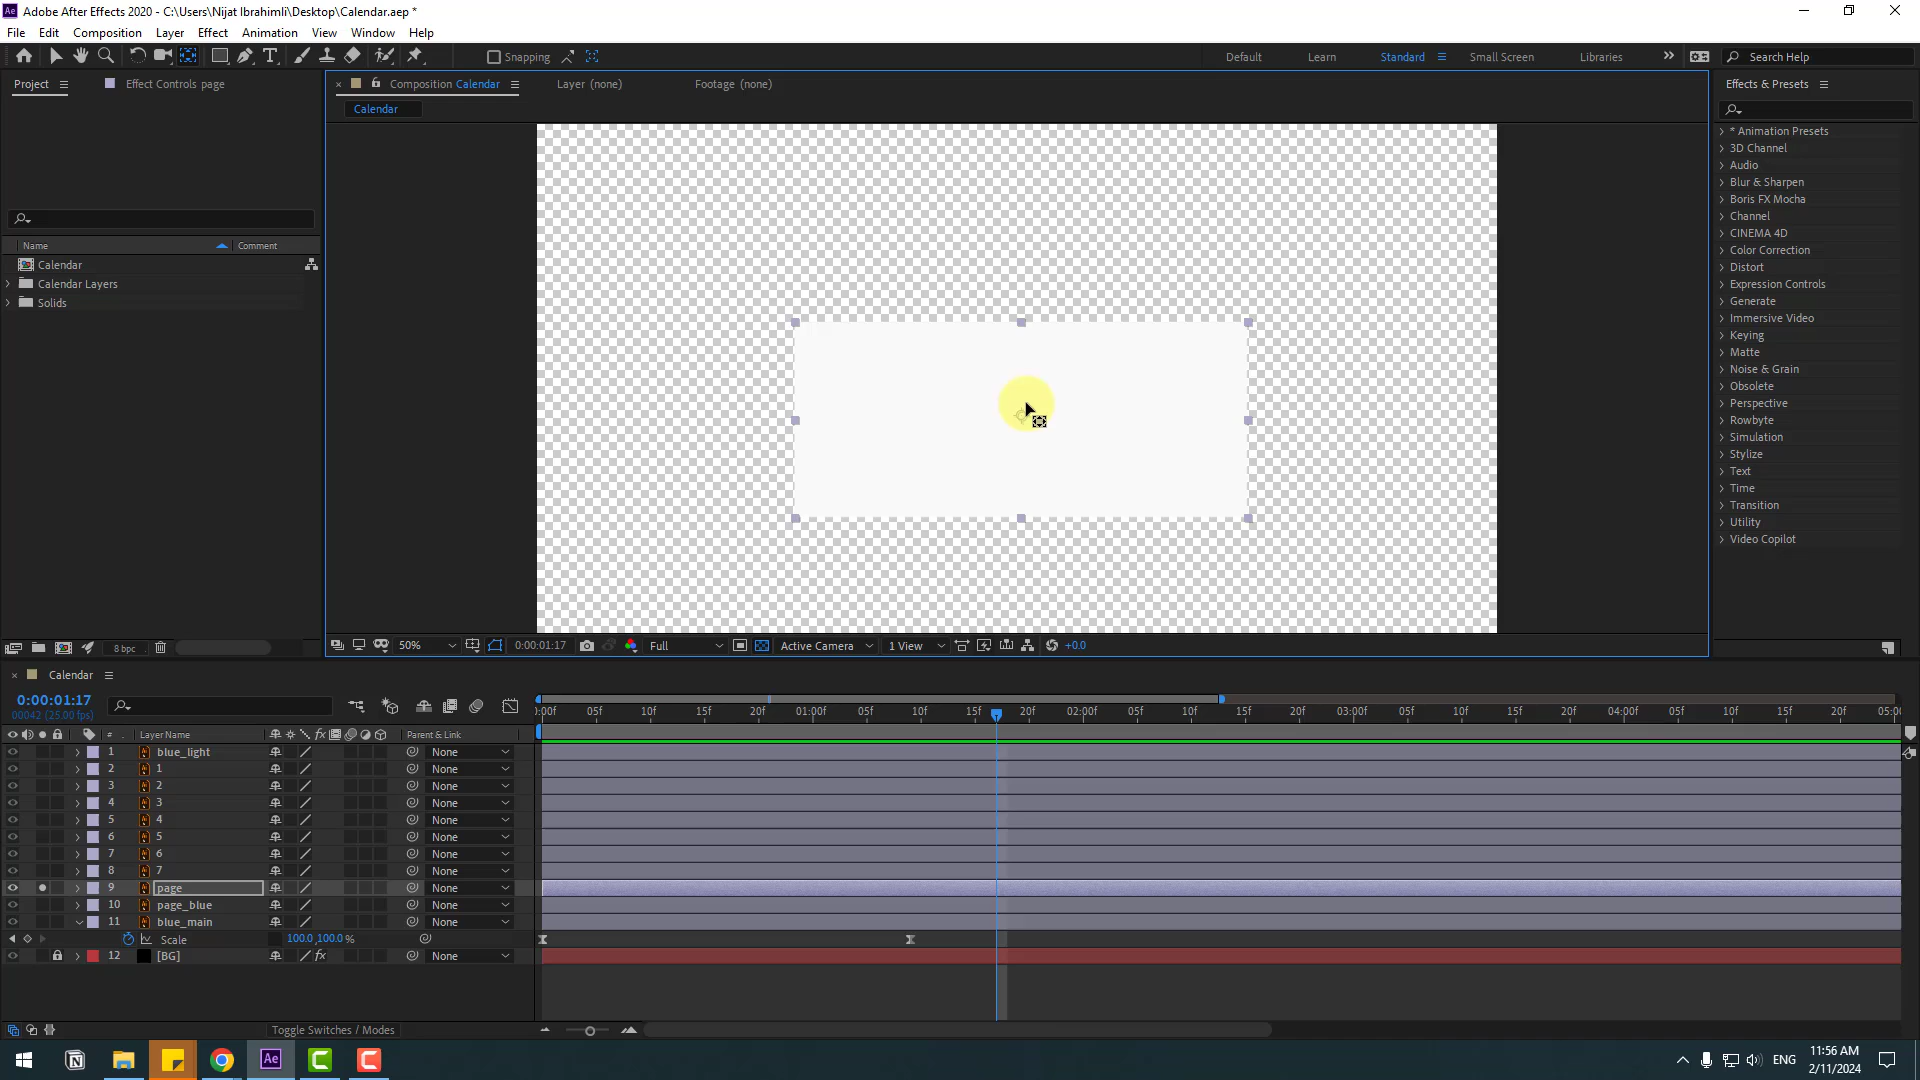 Adobe After Effects 2020 - C:\Users\Nijat Ibrahimli\Desktop\Calendar.aep *
File Edit Composition Layer Effect Animation View Window Help
Snapping Default Learn Standard Small Screen Libraries Search Help
Project Effect Controls page Composition Calendar Layer (none) Footage (none) Effects & Presets
Calendar
* Animation Presets
3D Channel
Audio
Blur & Sharpen
Boris FX Mocha
Channel
CINEMA 4D
Color Correction
Distort
Expression Controls
Generate
Immersive Video
Keying
Matte
Noise & Grain
Obsolete
Perspective
Rowbyte
Simulation
Stylize
Text
Time
Transition
Utility
Video Copilot
Name Comment
Calendar
Calendar Layers
Solids
8 bpc 50% 0:00:01:17 Full Active Camera 1 View +0.0
Calendar
0:00:01:17
00042 (25.00 fps)
:00f 05f 10f 15f 20f 01:00f 05f 10f 15f 20f 02:00f 05f 10f 15f 20f 03:00f 05f 10f 15f 20f 04:00f 05f 10f 15f 20f 05:00
# Layer Name Parent & Link
1 blue_light None
2 1 None
3 2 None
4 3 None
5 4 None
6 5 None
7 6 None
8 7 None
9 page None
10 page_blue None
11 blue_main None
Scale 100.0,100.0 %
12 [BG] None
Toggle Switches / Modes
Ae ENG 11:56 AM
2/11/2024